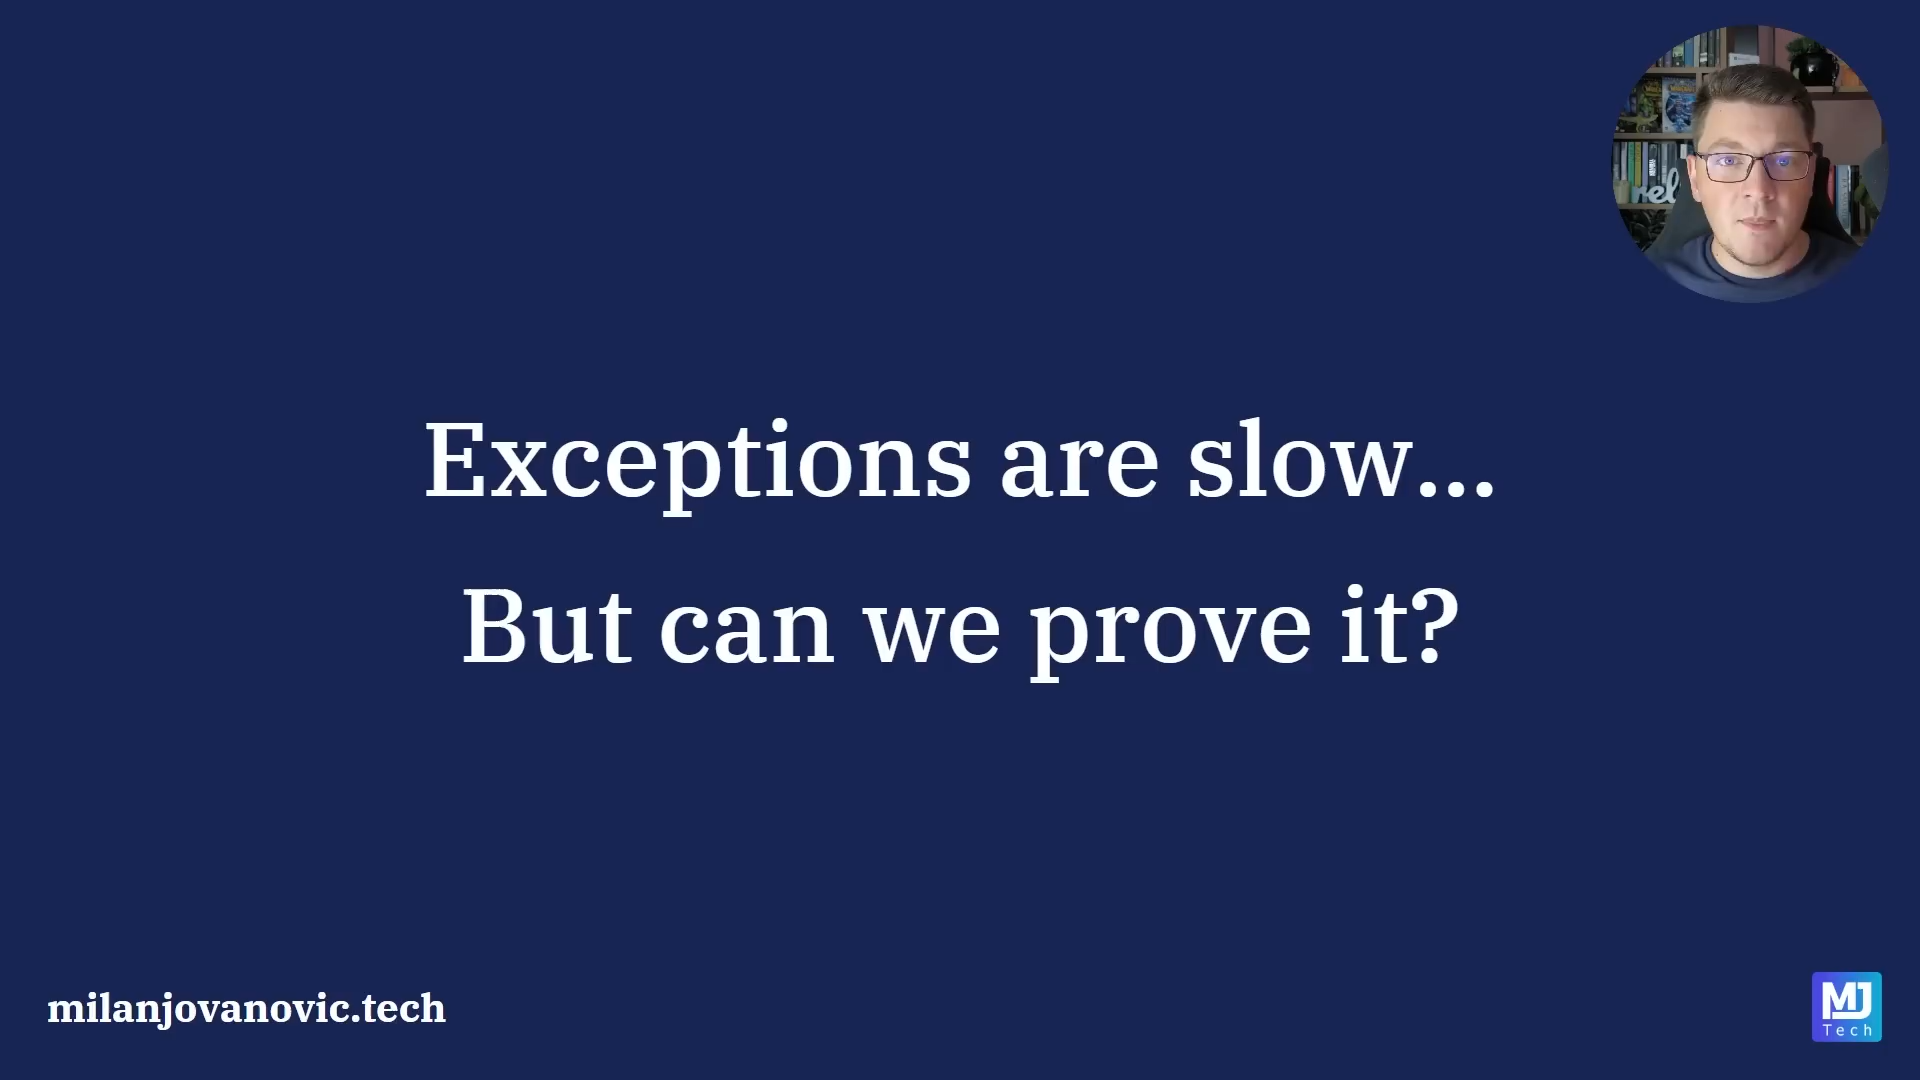 Exceptions are slow...
But can we prove it?
milanjovanovic.tech
MJ
Tech